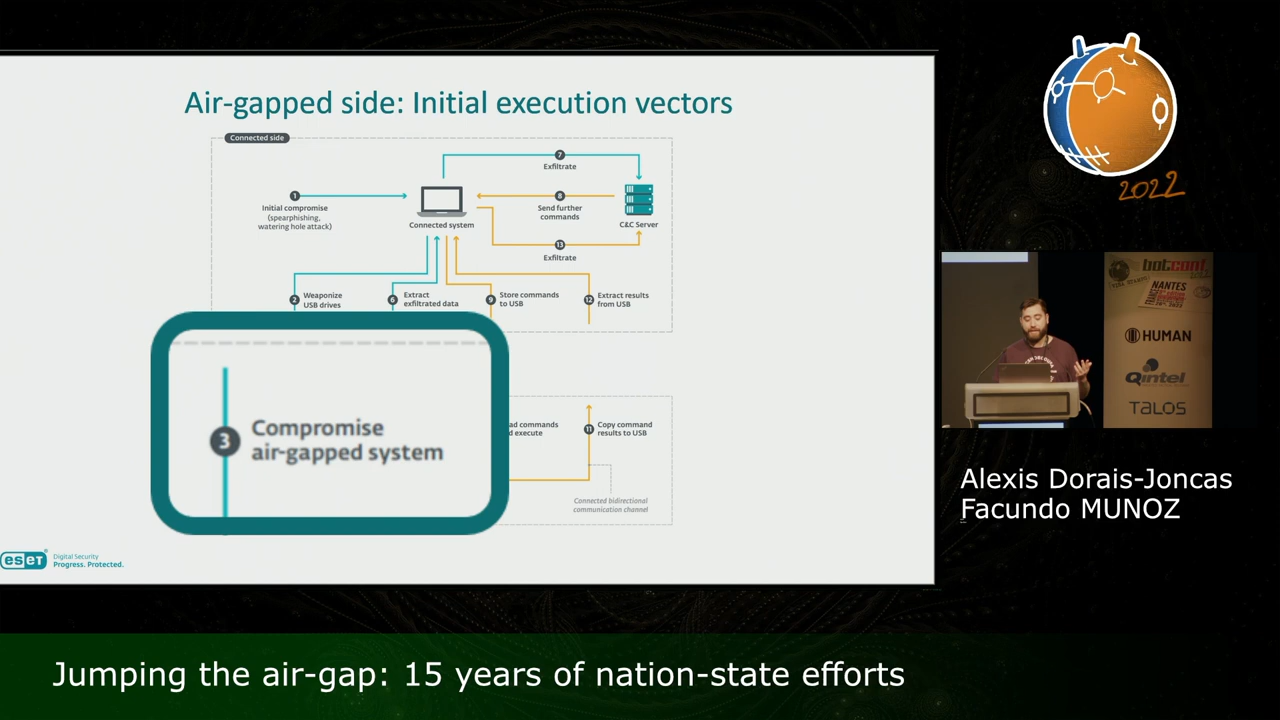 Air-gapped side: Initial execution vectors
Connected side
7
Exfiltrate
1
Initial compromise
(spearphishing,
watering hole attack)
Connected system
8
Send further
commands
C&C Server
13
Exfiltrate
2
Weaponize
USB drives
6
Extract
exfiltrated data
9
Store commands
to USB
12
Extract results
from USB
3
Compromise
air-gapped system
ad commands
d execute
11
Copy command
results to USB
Connected bidirectional
communication channel
eset
Digital Security
Progress. Protected.
2022
botconf
NANTES
HUMAN
Qintel
TALOS
Alexis Dorais-Joncas
Facundo MUNOZ
Jumping the air-gap: 15 years of nation-state efforts